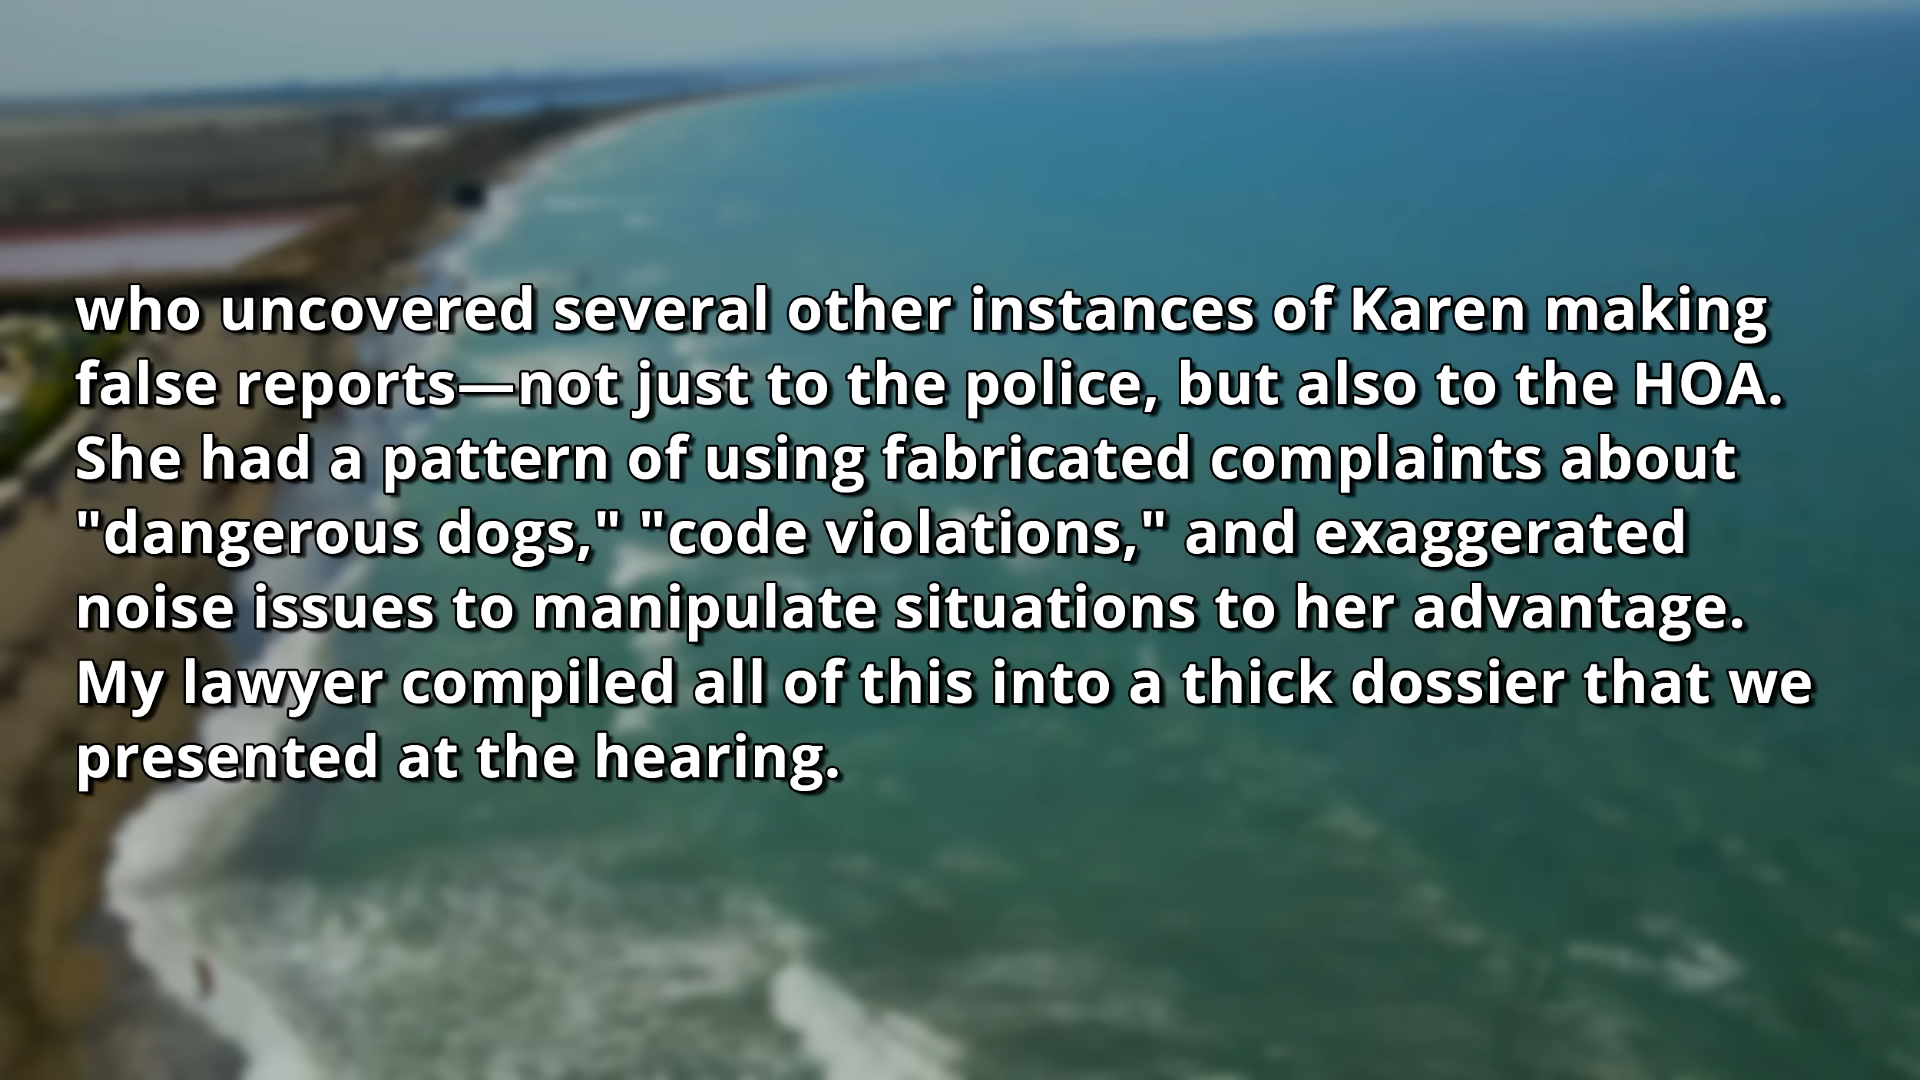 who uncovered several other instances of Karen making
false reports—not just to the police, but also to the HOA.
She had a pattern of using fabricated complaints about
"dangerous dogs," "code violations," and exaggerated
noise issues to manipulate situations to her advantage.
My lawyer compiled all of this into a thick dossier that we
presented at the hearing.